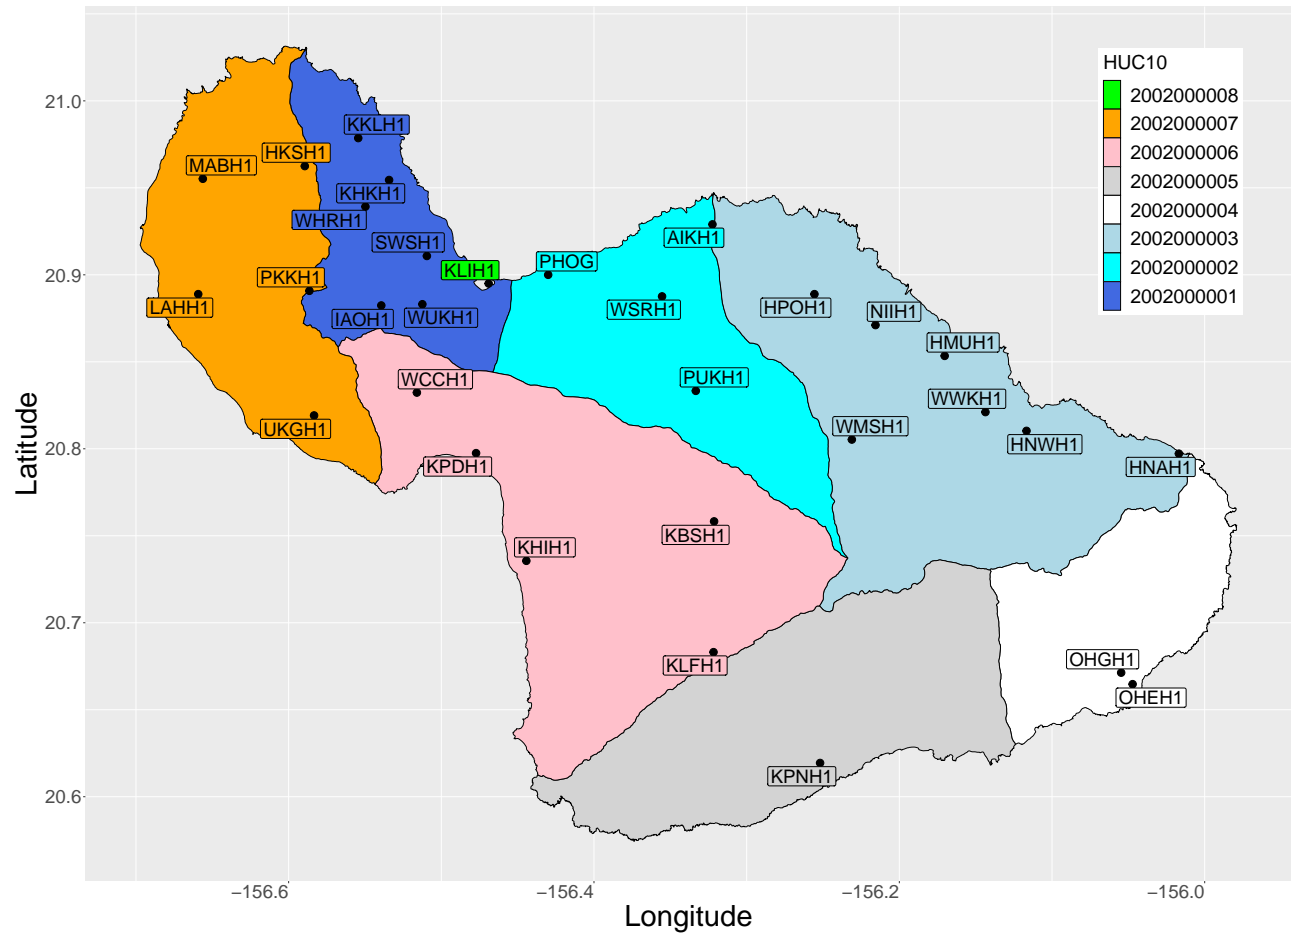 HUC10
2002000008
2002000007
2002000006
2002000005
2002000004
2002000003
2002000002
2002000001
21.0
20.9
20.8
20.7
20.6
Latitude
KKLH1
HKSH1
MABH1
KHKH1
WHRH1
SWSH1
KLIH1
PKKH1
LAHH1
IAOH1
WUKH1
AIKH1
PHOG
WSRH1
HPOH1
NIIH1
HMUH1
WCCH1
PUKH1
WWKH1
UKGH1
WMSH1
HNWH1
KPDH1
HNAH1
KBSH1
KHIH1
KLFH1
OHGH1
OHEH1
KPNH1
−156.6
−156.4
−156.2
−156.0
Longitude